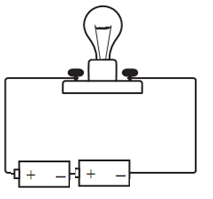 + − + −